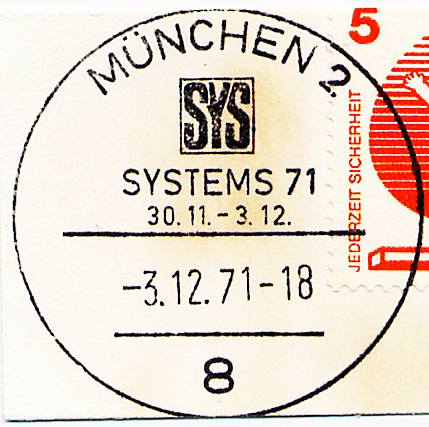 MÜNCHEN 2
SYS
SYSTEMS 71
30.11.-3.12.
-3.12.71-18
8
5
JEDERZEIT SICHERHEIT